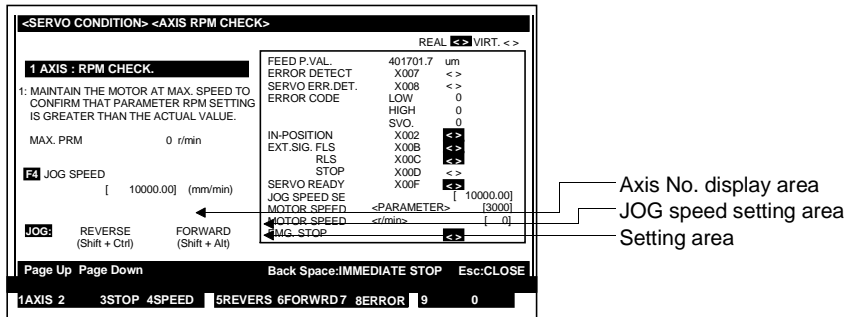 <SERVO CONDITION> <AXIS RPM CHECK>
REAL < > VIRT. < >
1 AXIS : RPM CHECK.
1: MAINTAIN THE MOTOR AT MAX. SPEED TO
CONFIRM THAT PARAMETER RPM SETTING
IS GREATER THAN THE ACTUAL VALUE.
MAX. PRM 0 r/min
F4 JOG SPEED
[ 10000.00] (mm/min)
JOG: REVERSE FORWARD
(Shift + Ctrl) (Shift + Alt)
FEED P.VAL. 401701.7 um
ERROR DETECT X007 < >
SERVO ERR.DET. X008 < >
ERROR CODE LOW 0
HIGH 0
SVO. 0
IN-POSITION X002 < >
EXT.SIG. FLS X00B < >
RLS X00C < >
STOP X00D < >
SERVO READY X00F < >
JOG SPEED SE [ 10000.00]
MOTOR SPEED <PARAMETER> [3000]
MOTOR SPEED <r/min> [ 0]
EMG. STOP < >
Axis No. display area
JOG speed setting area
Setting area
Page Up Page Down Back Space:IMMEDIATE STOP Esc:CLOSE
1AXIS 2 3STOP 4SPEED 5REVERS 6FORWRD 7 8ERROR 9 0